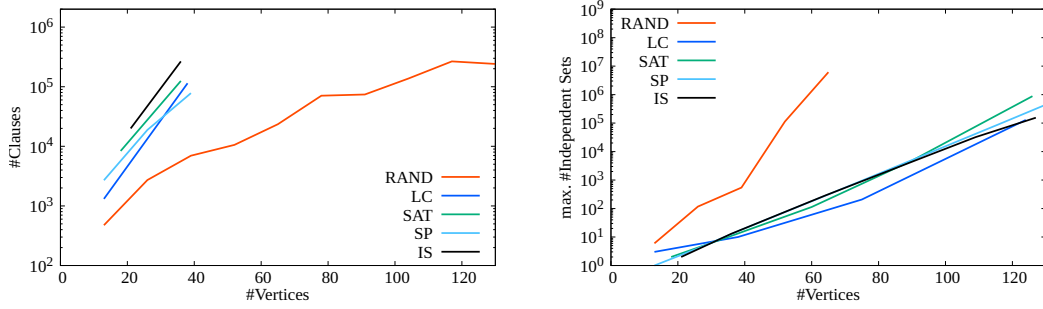 #Clauses
10^6
10^5
10^4
10^3
10^2
RAND
LC
SAT
SP
IS
0 20 40 60 80 100 120
#Vertices
max. #Independent Sets
10^9
10^8
10^7
10^6
10^5
10^4
10^3
10^2
10^1
10^0
RAND
LC
SAT
SP
IS
0 20 40 60 80 100 120
#Vertices